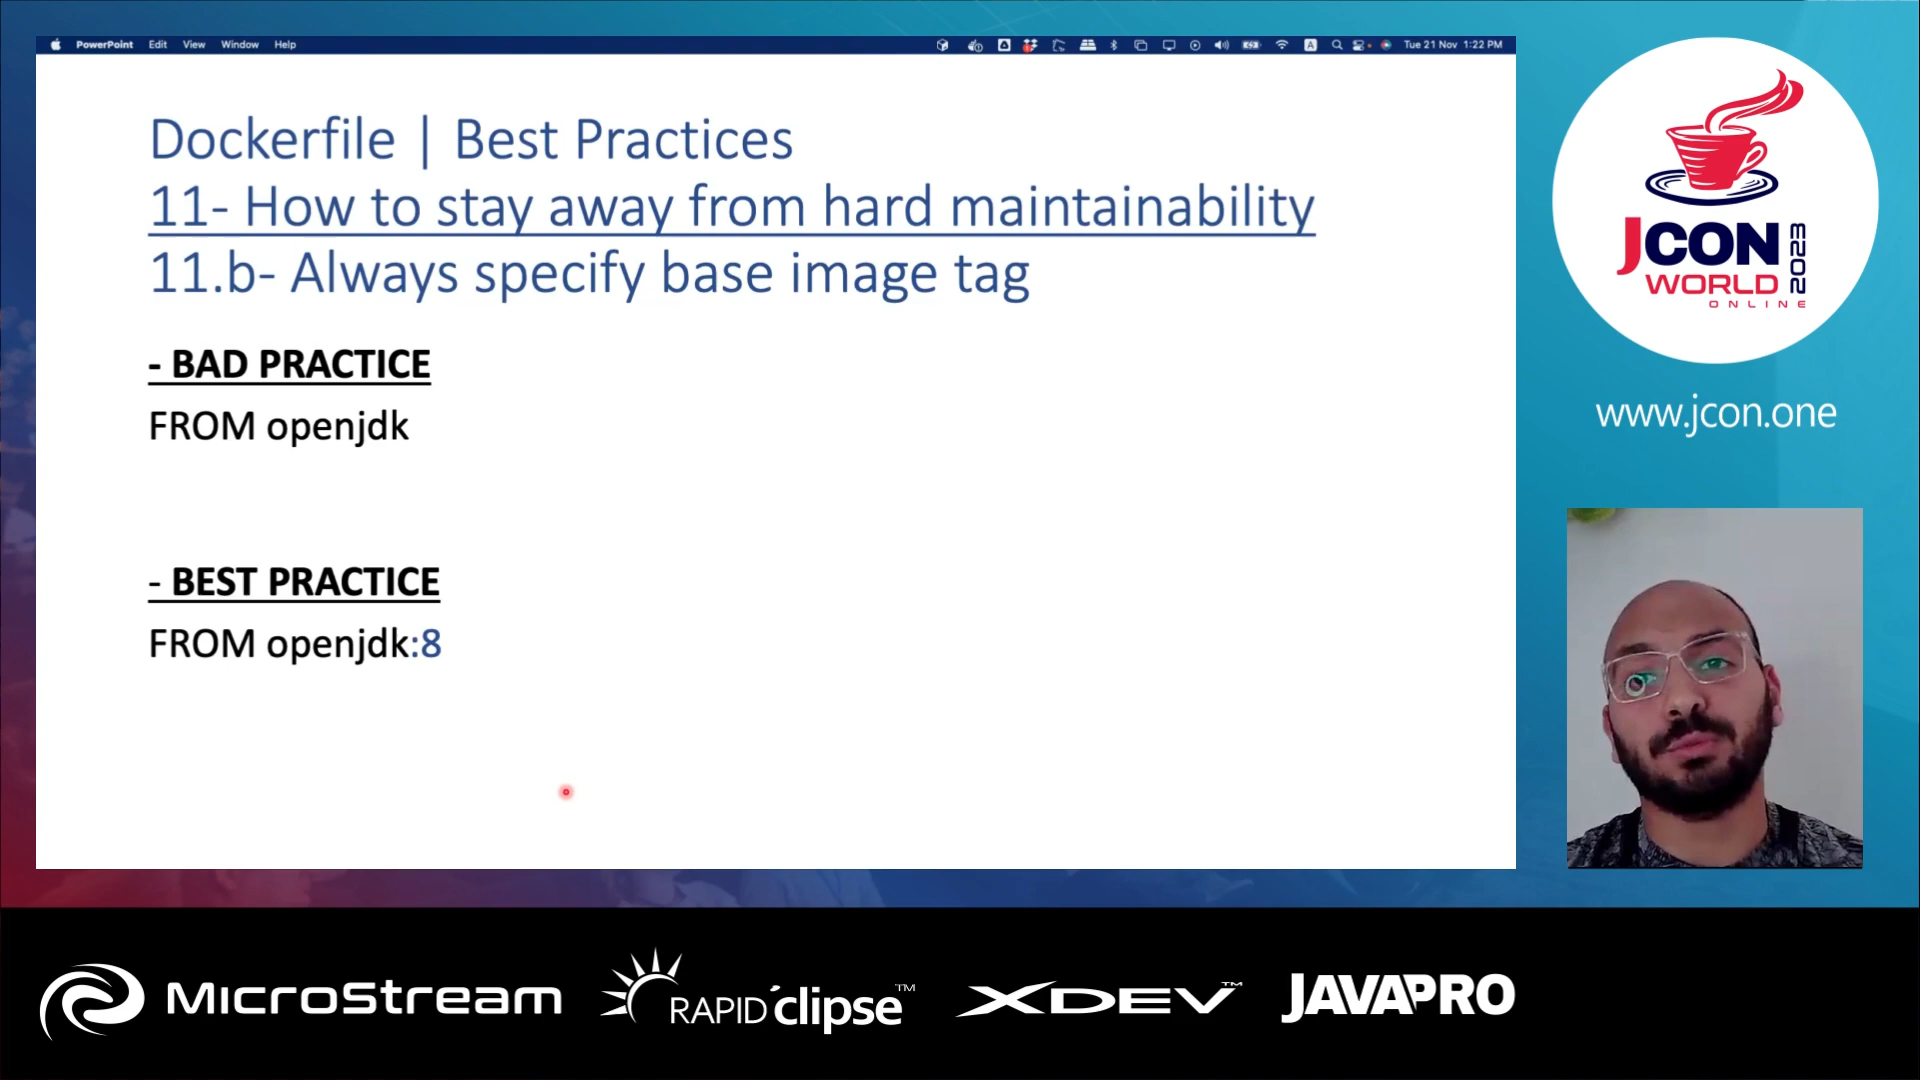 PowerPoint Edit View Window Help
Tue 21 Nov 1:22 PM
Dockerfile | Best Practices
11- How to stay away from hard maintainability
11.b- Always specify base image tag
- BAD PRACTICE
FROM openjdk
- BEST PRACTICE
FROM openjdk:8
JCON
WORLD
2023
ONLINE
www.jcon.one
MicroStream
RAPID clipse™
XDEV™
JAVAPRO